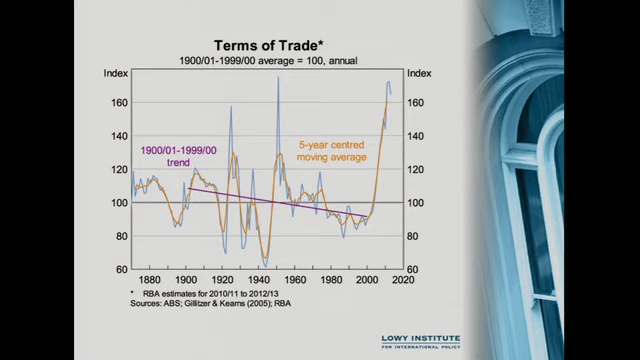 Terms of Trade*
1900/01-1999/00 average = 100, annual
Index
Index
160
160
140
140
120
120
100
100
80
80
60
60
1900/01-1999/00
trend
5-year centred
moving average
1880
1900
1920
1940
1960
1980
2000
2020
* RBA estimates for 2010/11 to 2012/13
Sources: ABS; Gillitzer & Kearns (2005); RBA
LOWY INSTITUTE
FOR INTERNATIONAL POLICY